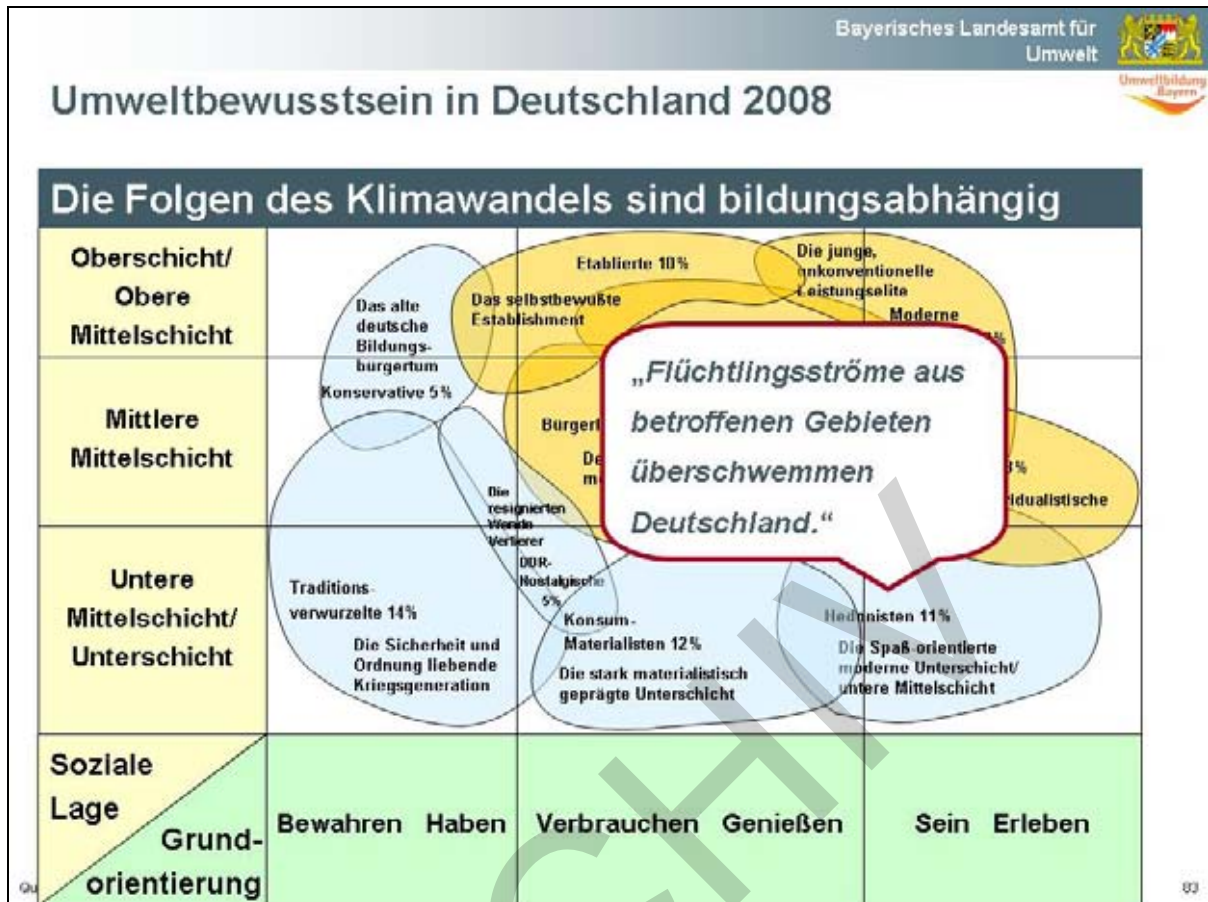 Bayerisches Landesamt für
Umwelt
Umweltbildung
Bayern
Umweltbewusstsein in Deutschland 2008
Die Folgen des Klimawandels sind bildungsabhängig
Oberschicht/
Obere
Mittelschicht
Mittlere
Mittelschicht
Untere
Mittelschicht/
Unterschicht
Das alte
deutsche
Bildungs-
burgertum
Konservative 5%
Etablierte 10%
Das selbstbewußte
Establishment
Die junge,
unkonventionelle
Leistungselite
Moderne
„Flüchtlingsströme aus
betroffenen Gebieten
überschwemmen
Deutschland.“
Die
resignierten
Wende
Verlierer
DDR-
Nostalgische
5%
Traditions-
verwurzelte 14%
Die Sicherheit und
Ordnung liebende
Kriegsgeneration
Konsum-
Materialisten 12%
Die stark materialistisch
geprägte Unterschicht
Hedonisten 11%
Die Spaß-orientierte
moderne Unterschicht/
untere Mittelschicht
Soziale
Lage
Grund-
orientierung
Bewahren Haben
Verbrauchen Genießen
Sein Erleben
83